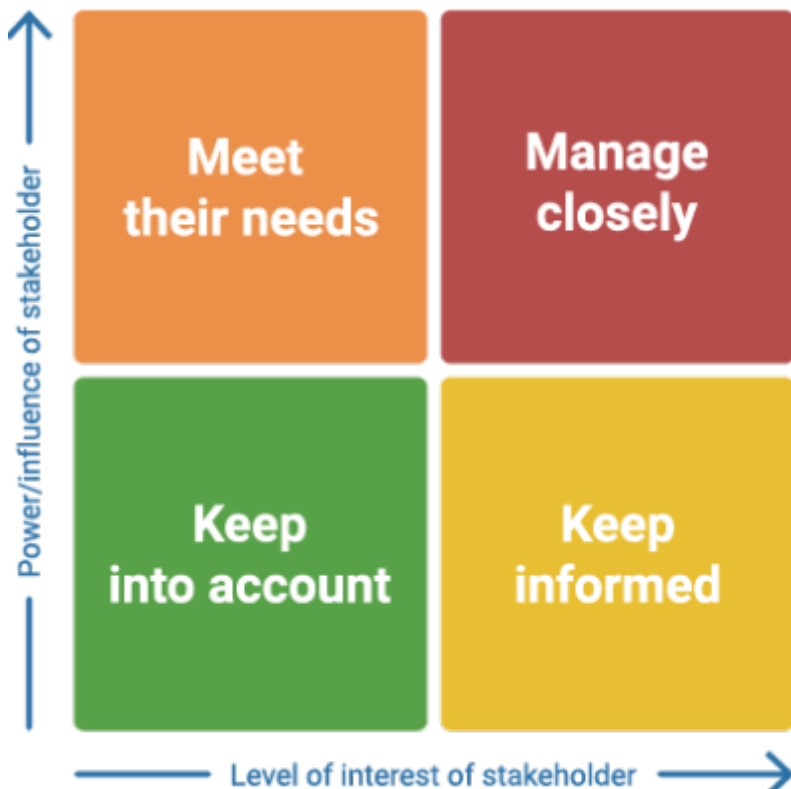 Power/influence of stakeholder
Meet
their needs
Manage
closely
Keep
into account
Keep
informed
Level of interest of stakeholder